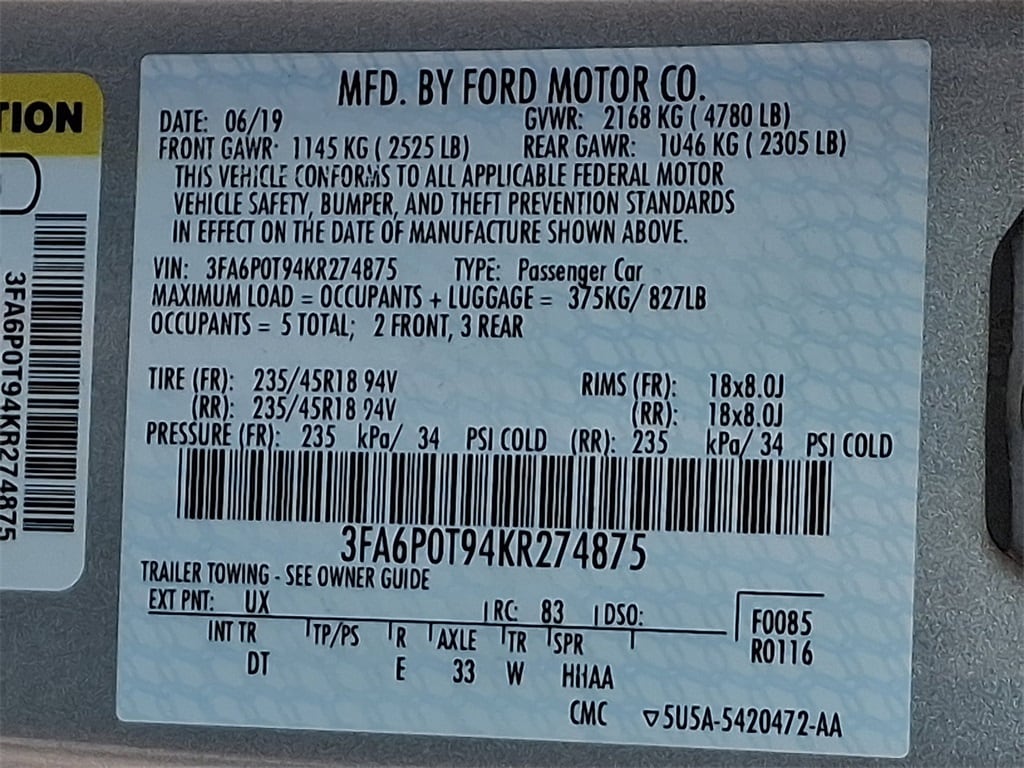 TION
3FA6P0T94KR274875
MFD. BY FORD MOTOR CO.
DATE: 06/19 GVWR: 2168 KG ( 4780 LB)
FRONT GAWR: 1145 KG ( 2525 LB) REAR GAWR: 1046 KG ( 2305 LB)
THIS VEHICLE CONFORMS TO ALL APPLICABLE FEDERAL MOTOR
VEHICLE SAFETY, BUMPER, AND THEFT PREVENTION STANDARDS
IN EFFECT ON THE DATE OF MANUFACTURE SHOWN ABOVE.
VIN: 3FA6P0T94KR274875 TYPE: Passenger Car
MAXIMUM LOAD = OCCUPANTS + LUGGAGE = 375KG/ 827LB
OCCUPANTS = 5 TOTAL; 2 FRONT, 3 REAR
TIRE (FR): 235/45R18 94V RIMS (FR): 18x8.0J
(RR): 235/45R18 94V (RR): 18x8.0J
PRESSURE (FR): 235 kPa/ 34 PSI COLD (RR): 235 kPa/ 34 PSI COLD
3FA6P0T94KR274875
TRAILER TOWING - SEE OWNER GUIDE
EXT PNT: UX RC: 83 DSO: F0085
INT TR TP/PS R AXLE TR SPR R0116
DT E 33 W HHAA
CMC ▽5U5A-5420472-AA